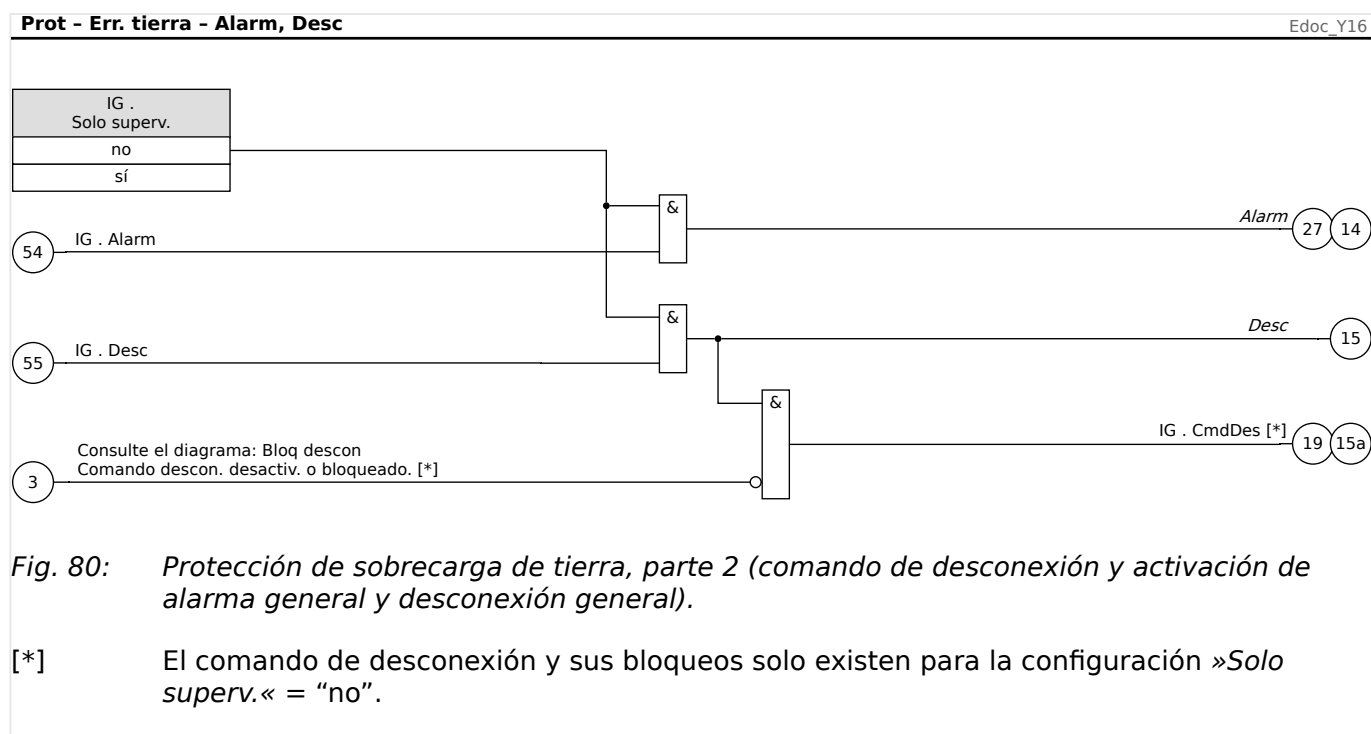 Prot – Err. tierra – Alarm, Desc
Edoc_Y16
IG .
Solo superv.
no
sí
&
Alarm
27 14
54
IG . Alarm
&
Desc
15
55
IG . Desc
&
IG . CmdDes [*]
19 15a
Consulte el diagrama: Bloq descon
Comando descon. desactiv. o bloqueado. [*]
3
Fig. 80: Protección de sobrecarga de tierra, parte 2 (comando de desconexión y activación de
alarma general y desconexión general).
[*] El comando de desconexión y sus bloqueos solo existen para la configuración »Solo
superv.« = “no”.